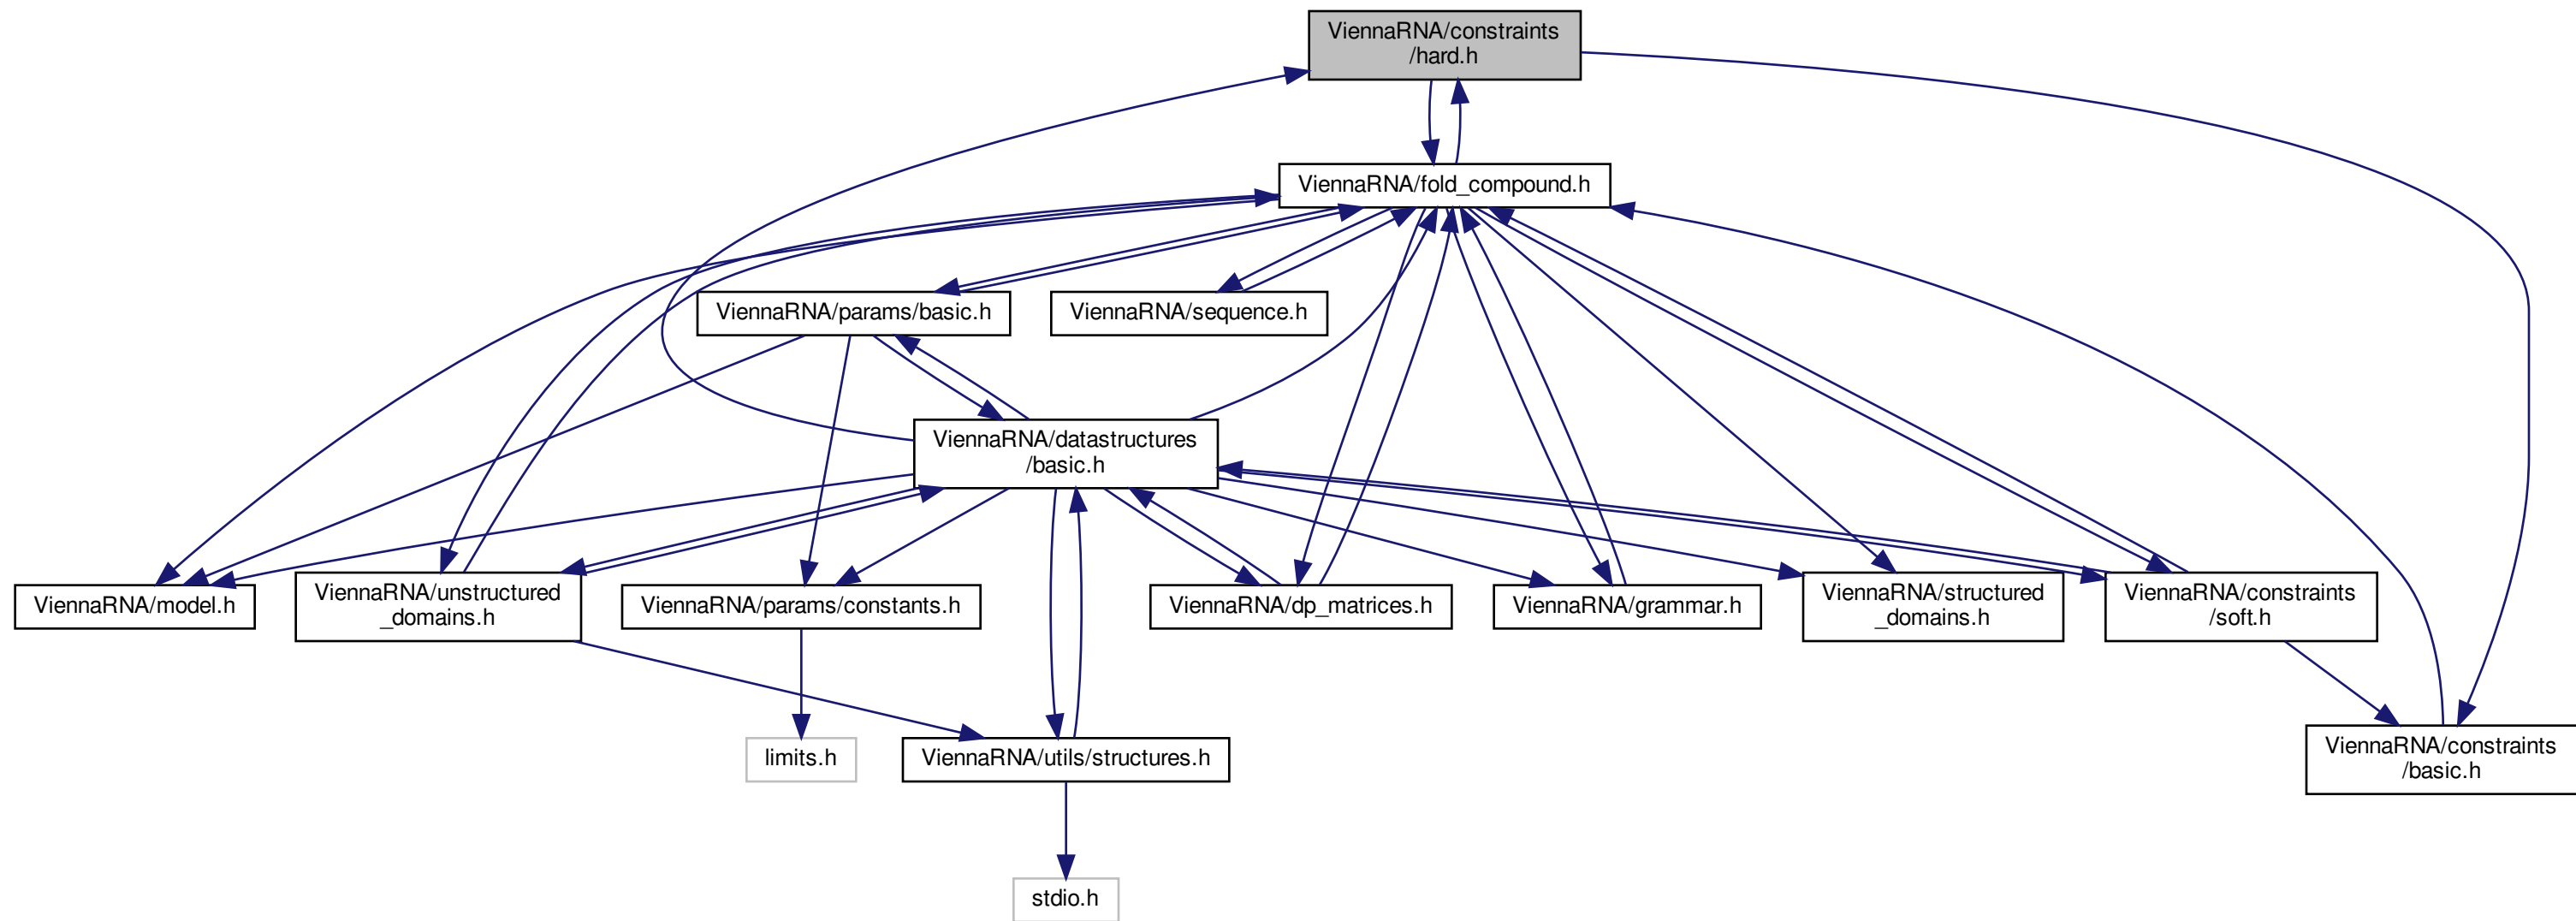 ViennaRNA/constraints
/hard.h
ViennaRNA/fold_compound.h
ViennaRNA/params/basic.h
ViennaRNA/sequence.h
ViennaRNA/datastructures
/basic.h
ViennaRNA/model.h
ViennaRNA/unstructured
_domains.h
ViennaRNA/params/constants.h
ViennaRNA/dp_matrices.h
ViennaRNA/grammar.h
ViennaRNA/structured
_domains.h
ViennaRNA/constraints
/soft.h
limits.h
ViennaRNA/utils/structures.h
ViennaRNA/constraints
/basic.h
stdio.h